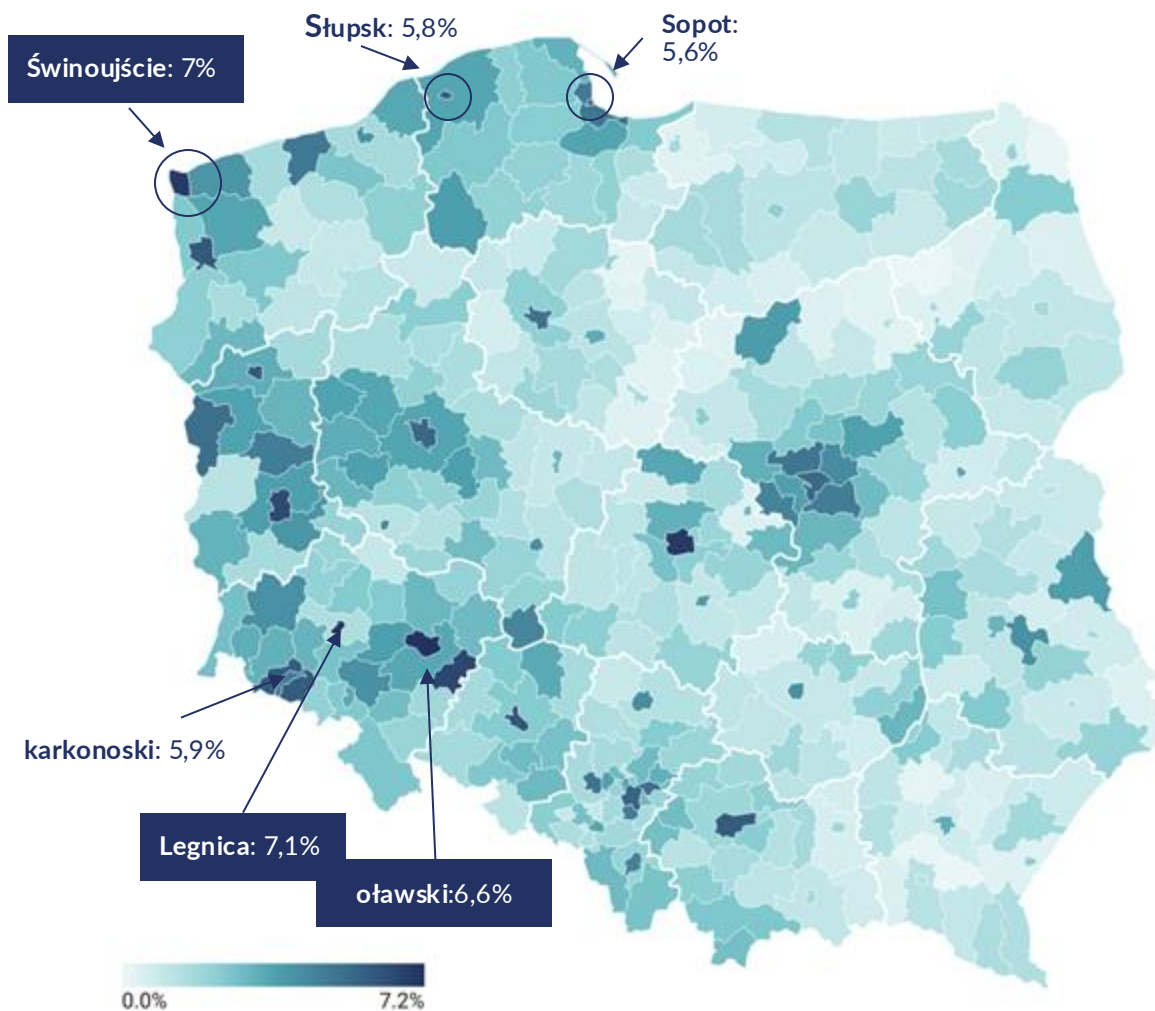 Słupsk: 5,8%
Sopot:
5,6%
Świnoujście: 7%
karkonoski: 5,9%
Legnica: 7,1%
oławski:6,6%
0.0%
7.2%